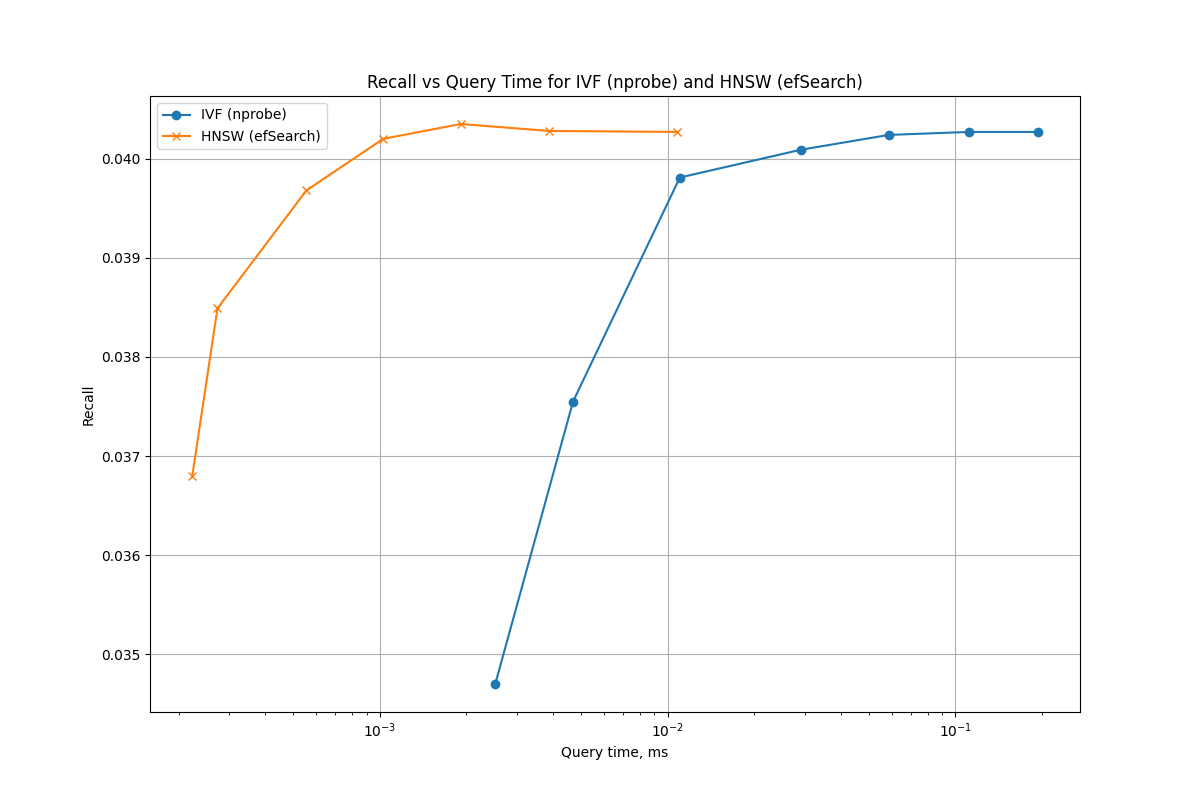 Recall vs Query Time for IVF (nprobe) and HNSW (efSearch)
IVF (nprobe)
HNSW (efSearch)
0.040
0.039
0.038
0.037
0.036
0.035
Recall
10⁻³
10⁻²
10⁻¹
Query time, ms